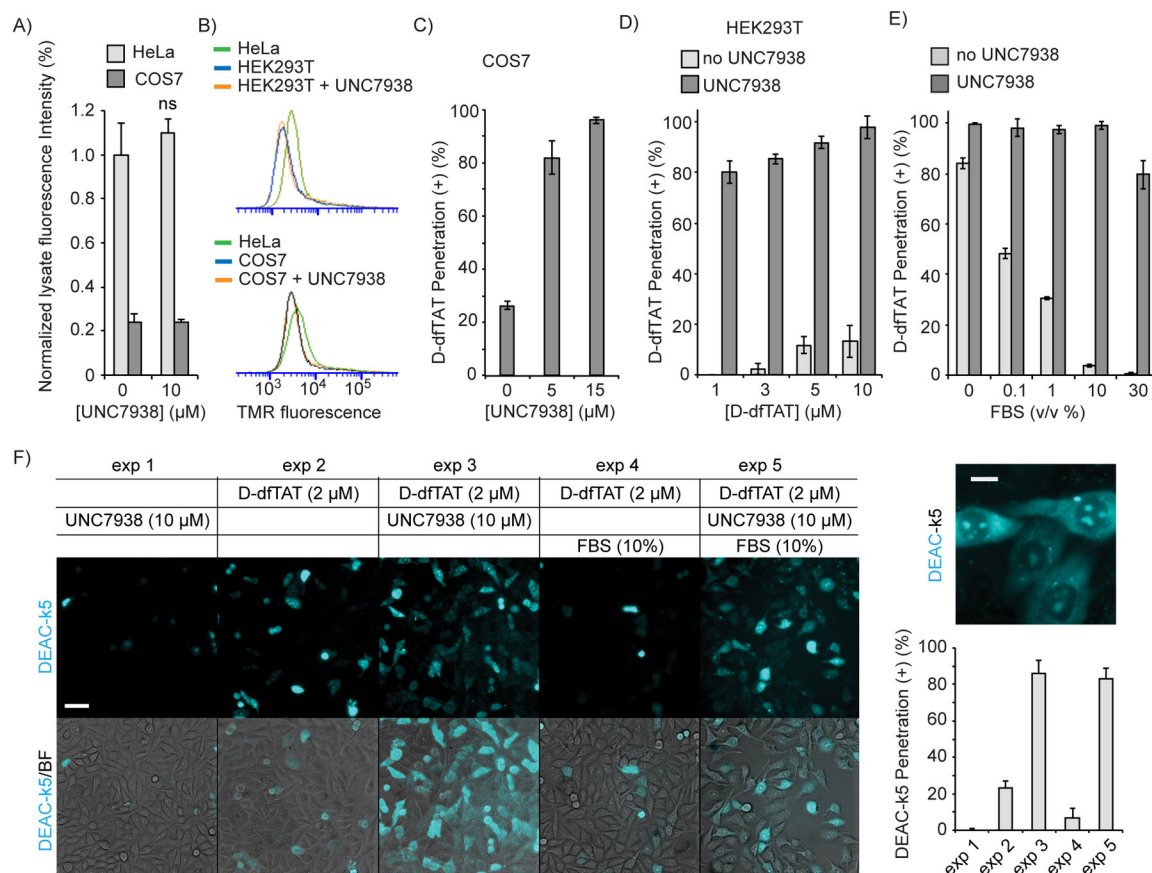 A)
HeLa
COS7
Normalized lysate fluorescence Intensity (%)
1.2
1.0
0.8
0.6
0.4
0.2
0
ns
0 10
[UNC7938] (µM)
B)
HeLa
HEK293T
HEK293T + UNC7938
HeLa
COS7
COS7 + UNC7938
10³ 10⁴ 10⁵
TMR fluorescence
C)
COS7
D-dfTAT Penetration (+) (%)
100
80
60
40
20
0
0 5 15
[UNC7938] (µM)
D)
HEK293T
no UNC7938
UNC7938
D-dfTAT Penetration (+) (%)
100
80
60
40
20
0
1 3 5 10
[D-dfTAT] (µM)
E)
no UNC7938
UNC7938
D-dfTAT Penetration (+) (%)
100
80
60
40
20
0
0 0.1 1 10 30
FBS (v/v %)
F)
exp 1 exp 2 exp 3 exp 4 exp 5
D-dfTAT (2 µM) D-dfTAT (2 µM) D-dfTAT (2 µM) D-dfTAT (2 µM)
UNC7938 (10 µM) UNC7938 (10 µM) UNC7938 (10 µM)
FBS (10%) FBS (10%)
DEAC-k5
DEAC-k5/BF
DEAC-k5
DEAC-k5 Penetration (+) (%)
100
80
60
40
20
0
exp 1 exp 2 exp 3 exp 4 exp 5